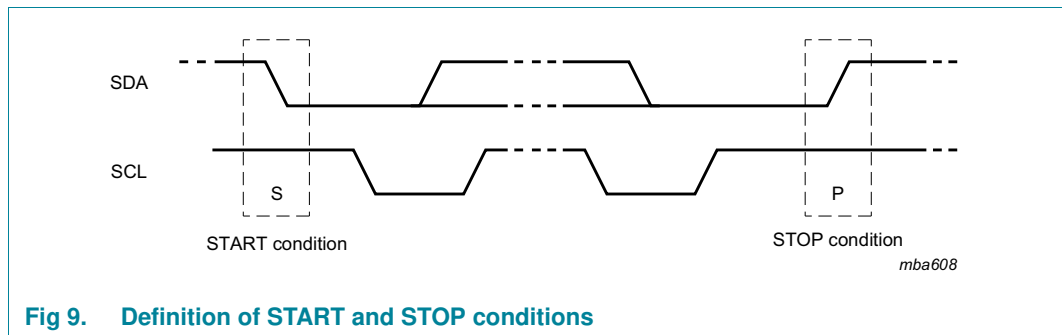 SDA
SCL
S
P
START condition
STOP condition
mba608
Fig 9. Definition of START and STOP conditions